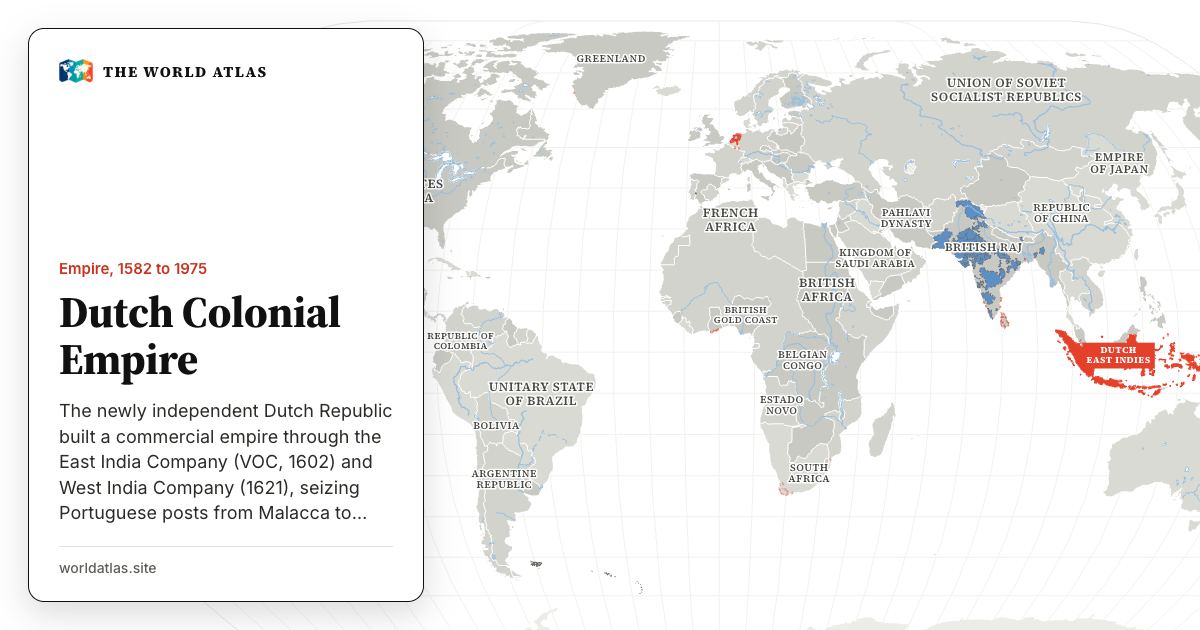 THE WORLD ATLAS
Empire, 1582 to 1975
Dutch Colonial
Empire
The newly independent Dutch Republic
built a commercial empire through the
East India Company (VOC, 1602) and
West India Company (1621), seizing
Portuguese posts from Malacca to...
worldatlas.site
GREENLAND
UNION OF SOVIET
SOCIALIST REPUBLICS
EMPIRE
OF JAPAN
TES
A
FRENCH
AFRICA
PAHLAVI
DYNASTY
REPUBLIC
OF CHINA
BRITISH RAJ
KINGDOM OF
SAUDI ARABIA
BRITISH
AFRICA
BRITISH
GOLD COAST
REPUBLIC OF
COLOMBIA
BELGIAN
CONGO
DUTCH
EAST INDIES
UNITARY STATE
OF BRAZIL
ESTADO
NOVO
BOLIVIA
ARGENTINE
REPUBLIC
SOUTH
AFRICA